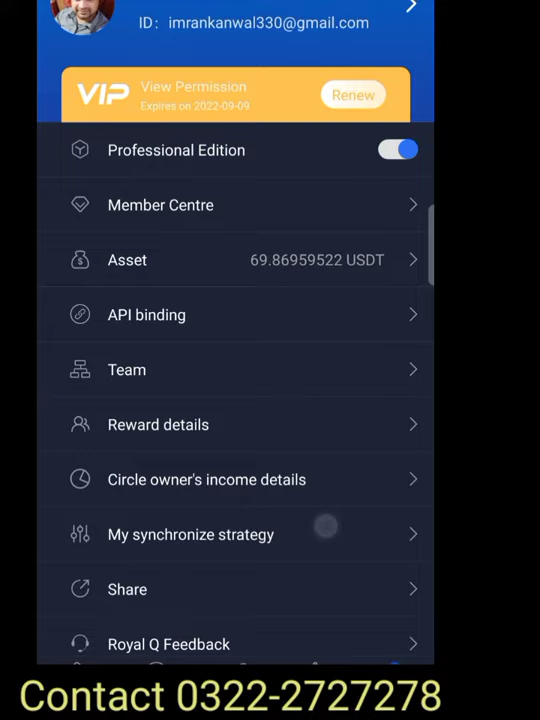 ID: imrankanwal330@gmail.com
VIP
View Permission
Expires on 2022-09-09
Renew
Professional Edition
Member Centre
Asset
69.86959522 USDT
API binding
Team
Reward details
Circle owner's income details
My synchronize strategy
Share
Royal Q Feedback
Contact 0322-2727278